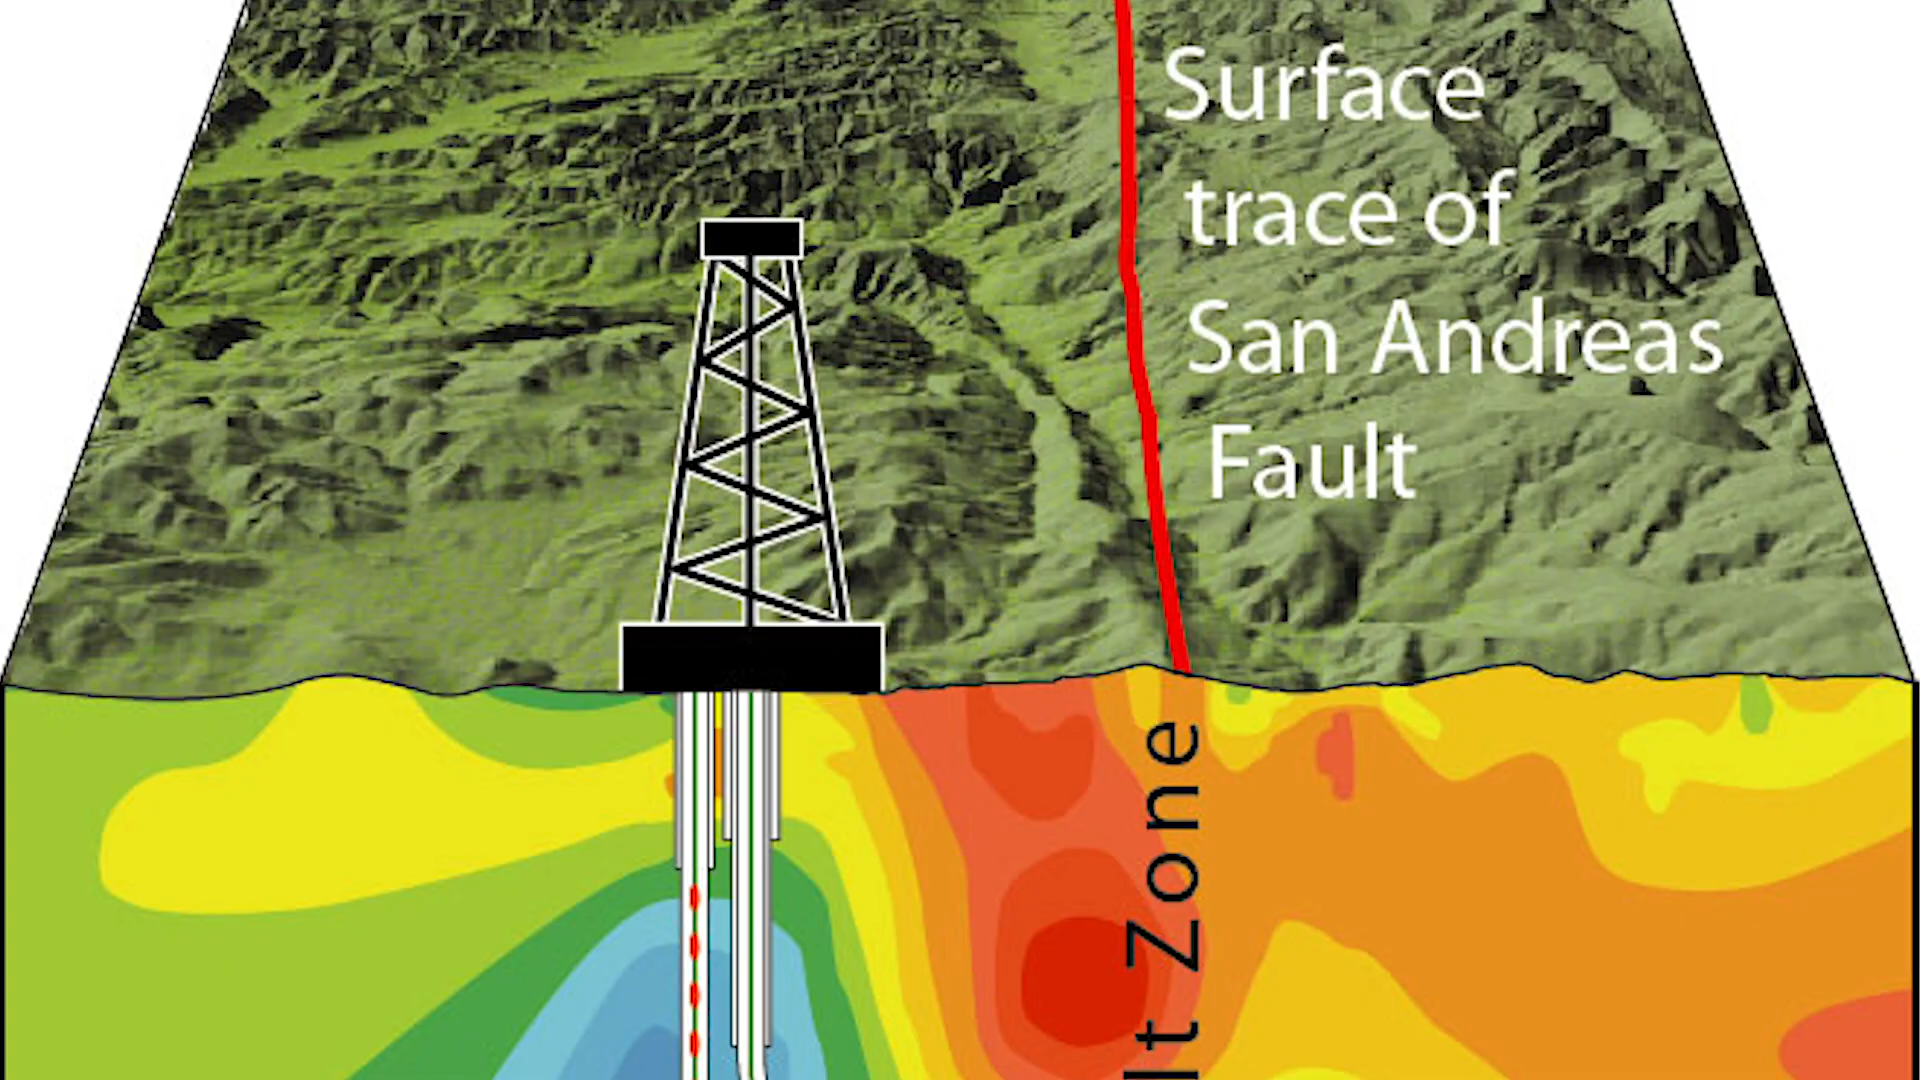 Surface
trace of
San Andreas
Fault
lt Zone